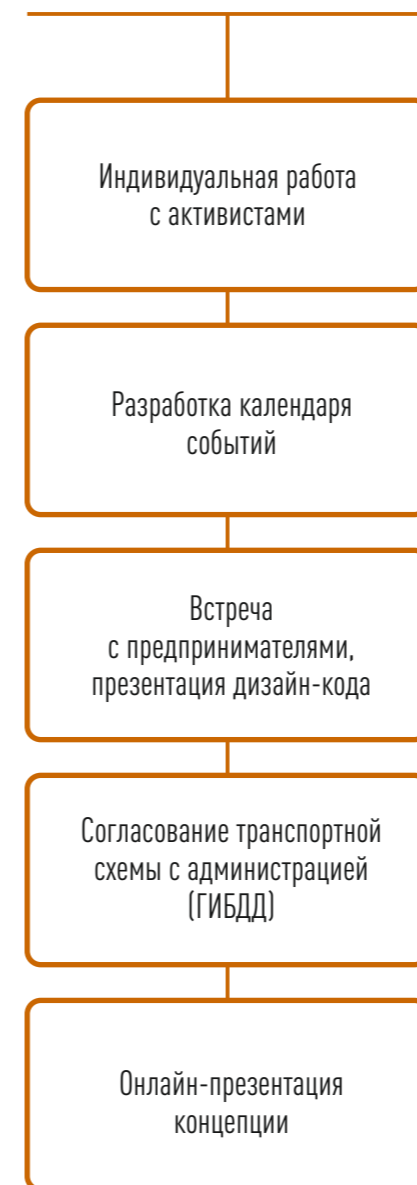 Индивидуальная работа
с активистами
Разработка календаря
событий
Встреча
с предпринимателями,
презентация дизайн-кода
Согласование транспортной
схемы с администрацией
(ГИБДД)
Онлайн-презентация
концепции